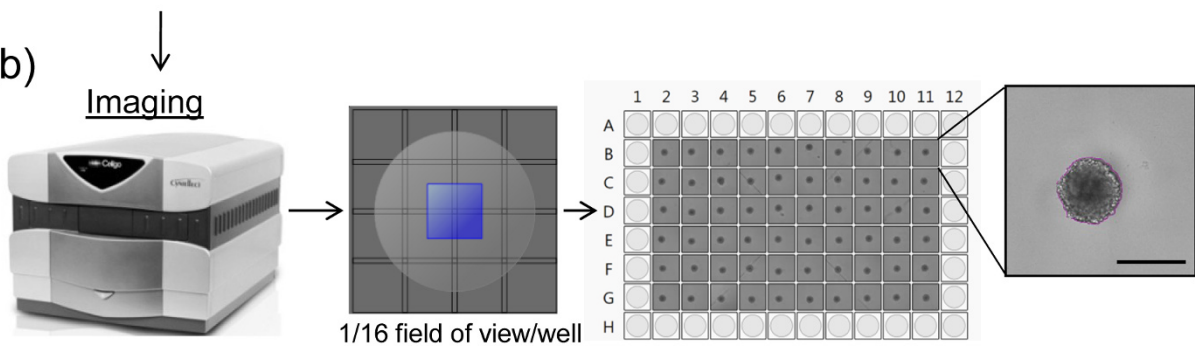 b)
Imaging
Celigo
Cyntellect
1/16 field of view/well
1 2 3 4 5 6 7 8 9 10 11 12
A
B
C
D
E
F
G
H